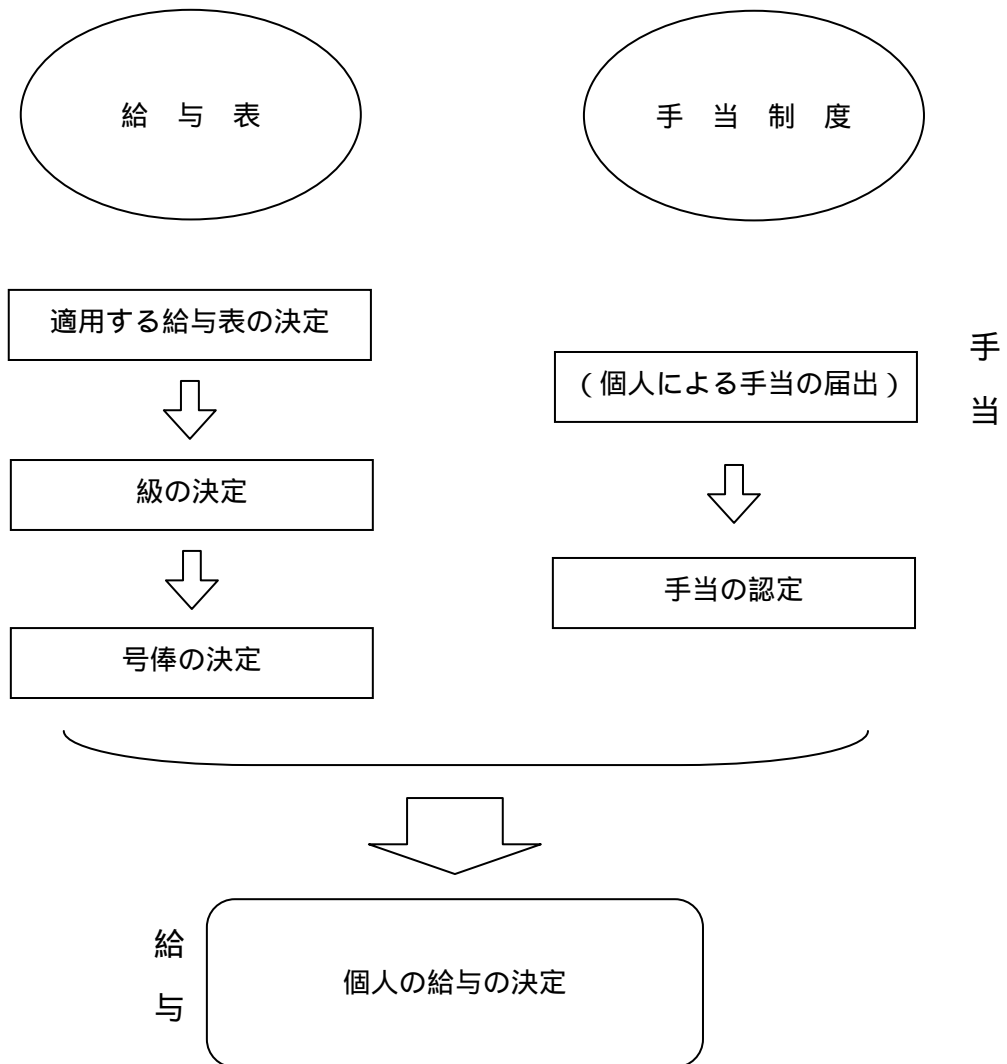 給 与 表
手 当 制 度
適用する給与表の決定
級の決定
号俸の決定
(個人による手当の届出)
手当の認定
手
当
給
与
個人の給与の決定